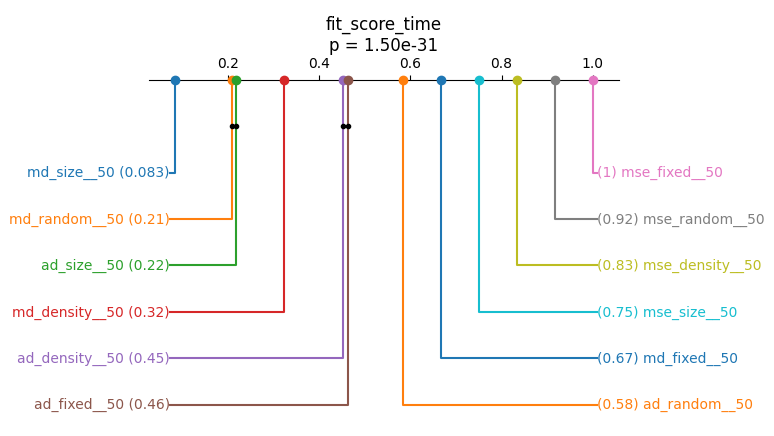 fit_score_time
p = 1.50e-31
0.2 0.4 0.6 0.8 1.0
md_size__50 (0.083)
(1) mse_fixed__50
md_random__50 (0.21)
(0.92) mse_random__50
ad_size__50 (0.22)
(0.83) mse_density__50
md_density__50 (0.32)
(0.75) mse_size__50
ad_density__50 (0.45)
(0.67) md_fixed__50
ad_fixed__50 (0.46)
(0.58) ad_random__50